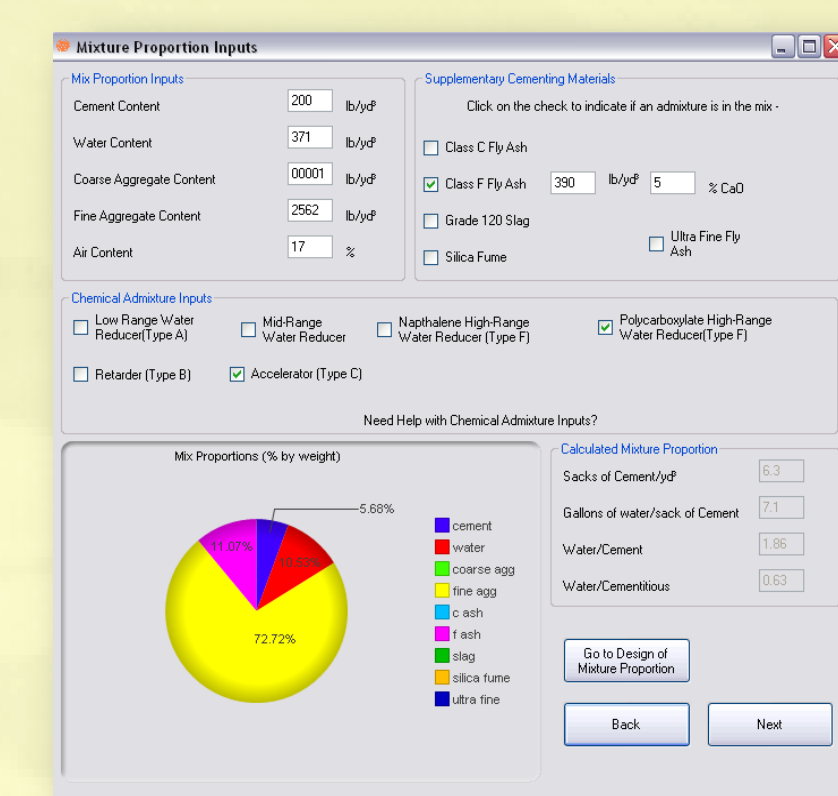 Mixture Proportion Inputs
Mix Proportion Inputs
Cement Content 200 lb/yd³
Water Content 371 lb/yd³
Coarse Aggregate Content 00001 lb/yd³
Fine Aggregate Content 2562 lb/yd³
Air Content 17 %
Supplementary Cementing Materials
Click on the check to indicate if an admixture is in the mix -
Class C Fly Ash
Class F Fly Ash 390 lb/yd³ 5 % CaO
Grade 120 Slag
Ultra Fine Fly
Ash
Silica Fume
Chemical Admixture Inputs
Low Range Water
Reducer(Type A)
Mid-Range
Water Reducer
Napthalene High-Range
Water Reducer (Type F)
Polycarboxylate High-Range
Water Reducer(Type F)
Retarder (Type B)
Accelerator (Type C)
Need Help with Chemical Admixture Inputs?
Mix Proportions (% by weight)
5.68%
11.07%
10.53%
72.72%
cement
water
coarse agg
fine agg
c ash
f ash
slag
silica fume
ultra fine
Calculated Mixture Proportion
Sacks of Cement/yd³ 6.3
Gallons of water/sack of Cement 7.1
Water/Cement 1.86
Water/Cementitious 0.63
Go to Design of
Mixture Proportion
Back
Next